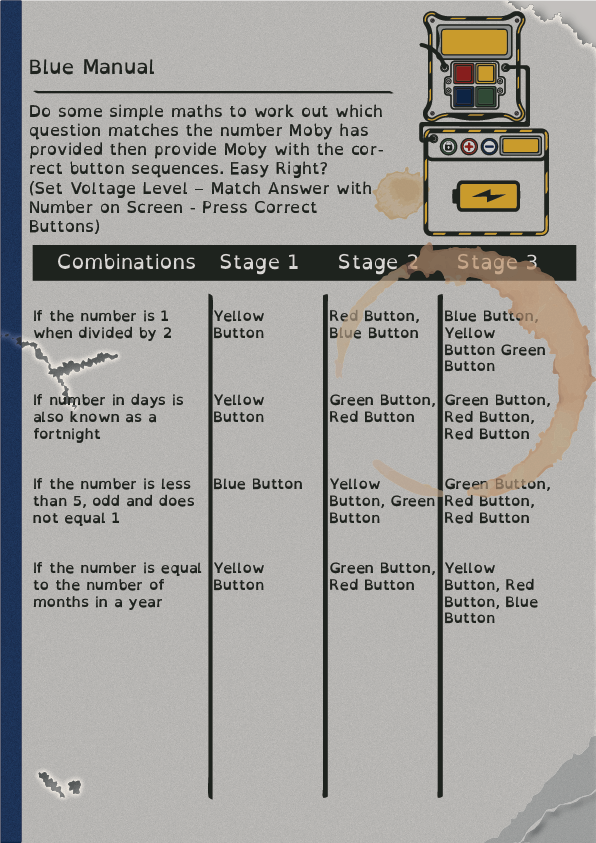 Blue Manual
Do some simple maths to work out which
question matches the number Moby has
provided then provide Moby with the cor-
rect button sequences. Easy Right?
(Set Voltage Level – Match Answer with
Number on Screen - Press Correct
Buttons)
Combinations Stage 1 Stage 2 Stage 3
If the number is 1
when divided by 2
Yellow
Button
Red Button,
Blue Button
Blue Button,
Yellow
Button Green
Button
If number in days is
also known as a
fortnight
Yellow
Button
Green Button,
Red Button
Green Button,
Red Button,
Red Button
If the number is less
than 5, odd and does
not equal 1
Blue Button
Yellow
Button, Green
Button
Green Button,
Red Button,
Red Button
If the number is equal
to the number of
months in a year
Yellow
Button
Green Button,
Red Button
Yellow
Button, Red
Button, Blue
Button